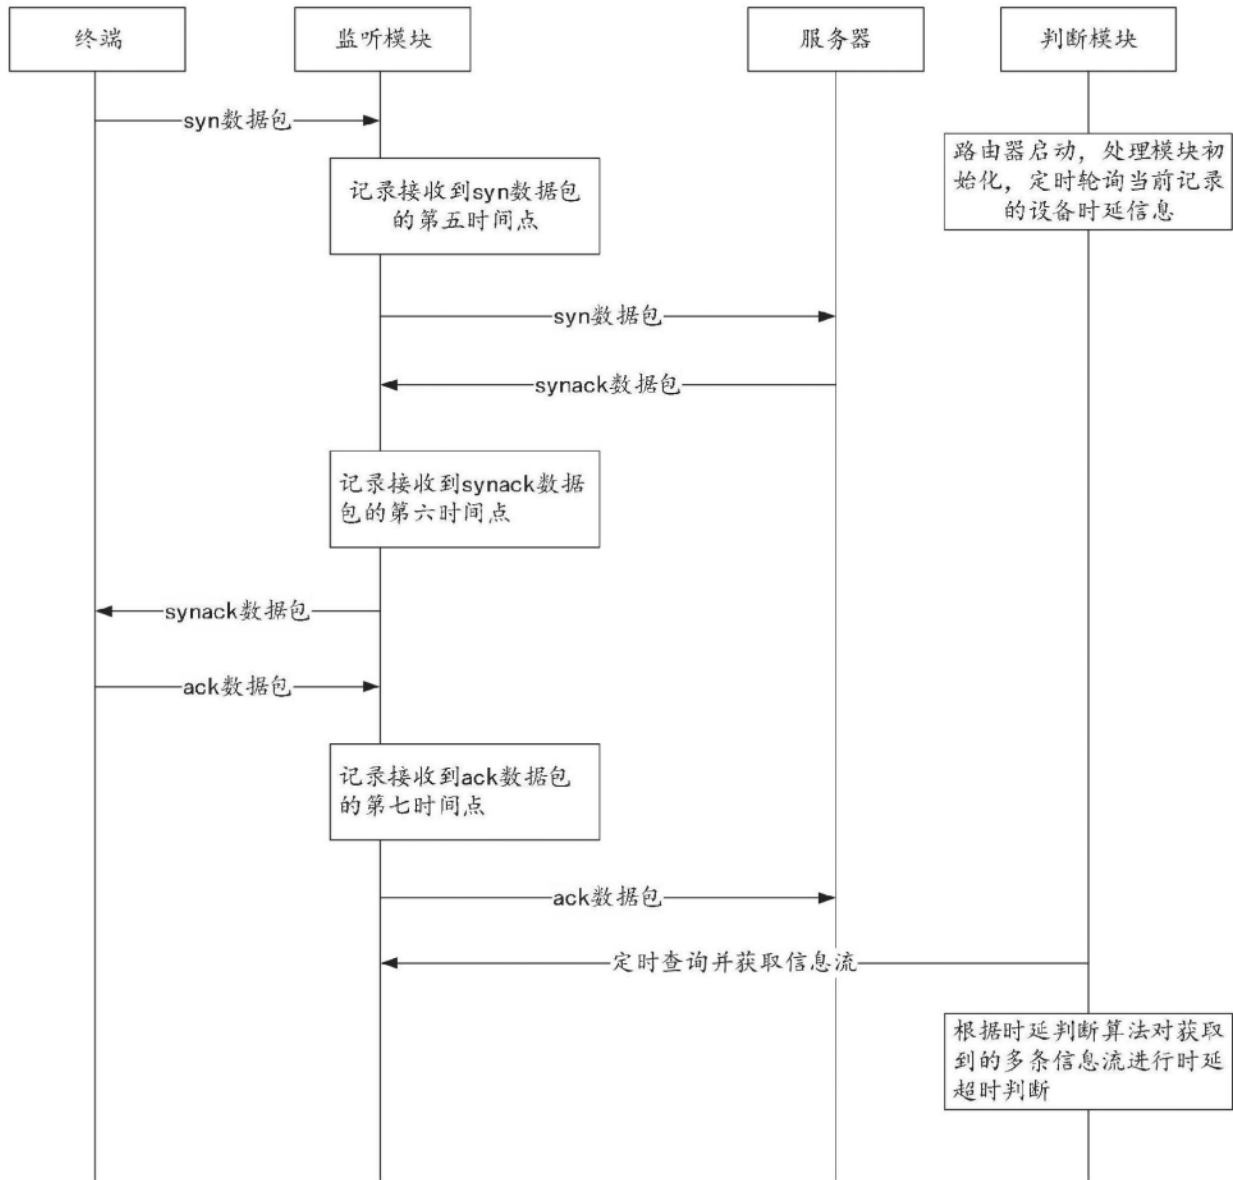 终端
监听模块
服务器
判断模块
syn数据包
路由器启动，处理模块初
始化，定时轮询当前记录
的设备时延信息
记录接收到syn数据包
的第五时间点
syn数据包
synack数据包
记录接收到synack数据
包的第六时间点
synack数据包
ack数据包
记录接收到ack数据包
的第七时间点
ack数据包
定时查询并获取信息流
根据时延判断算法对获取
到的多条信息流进行时延
超时判断